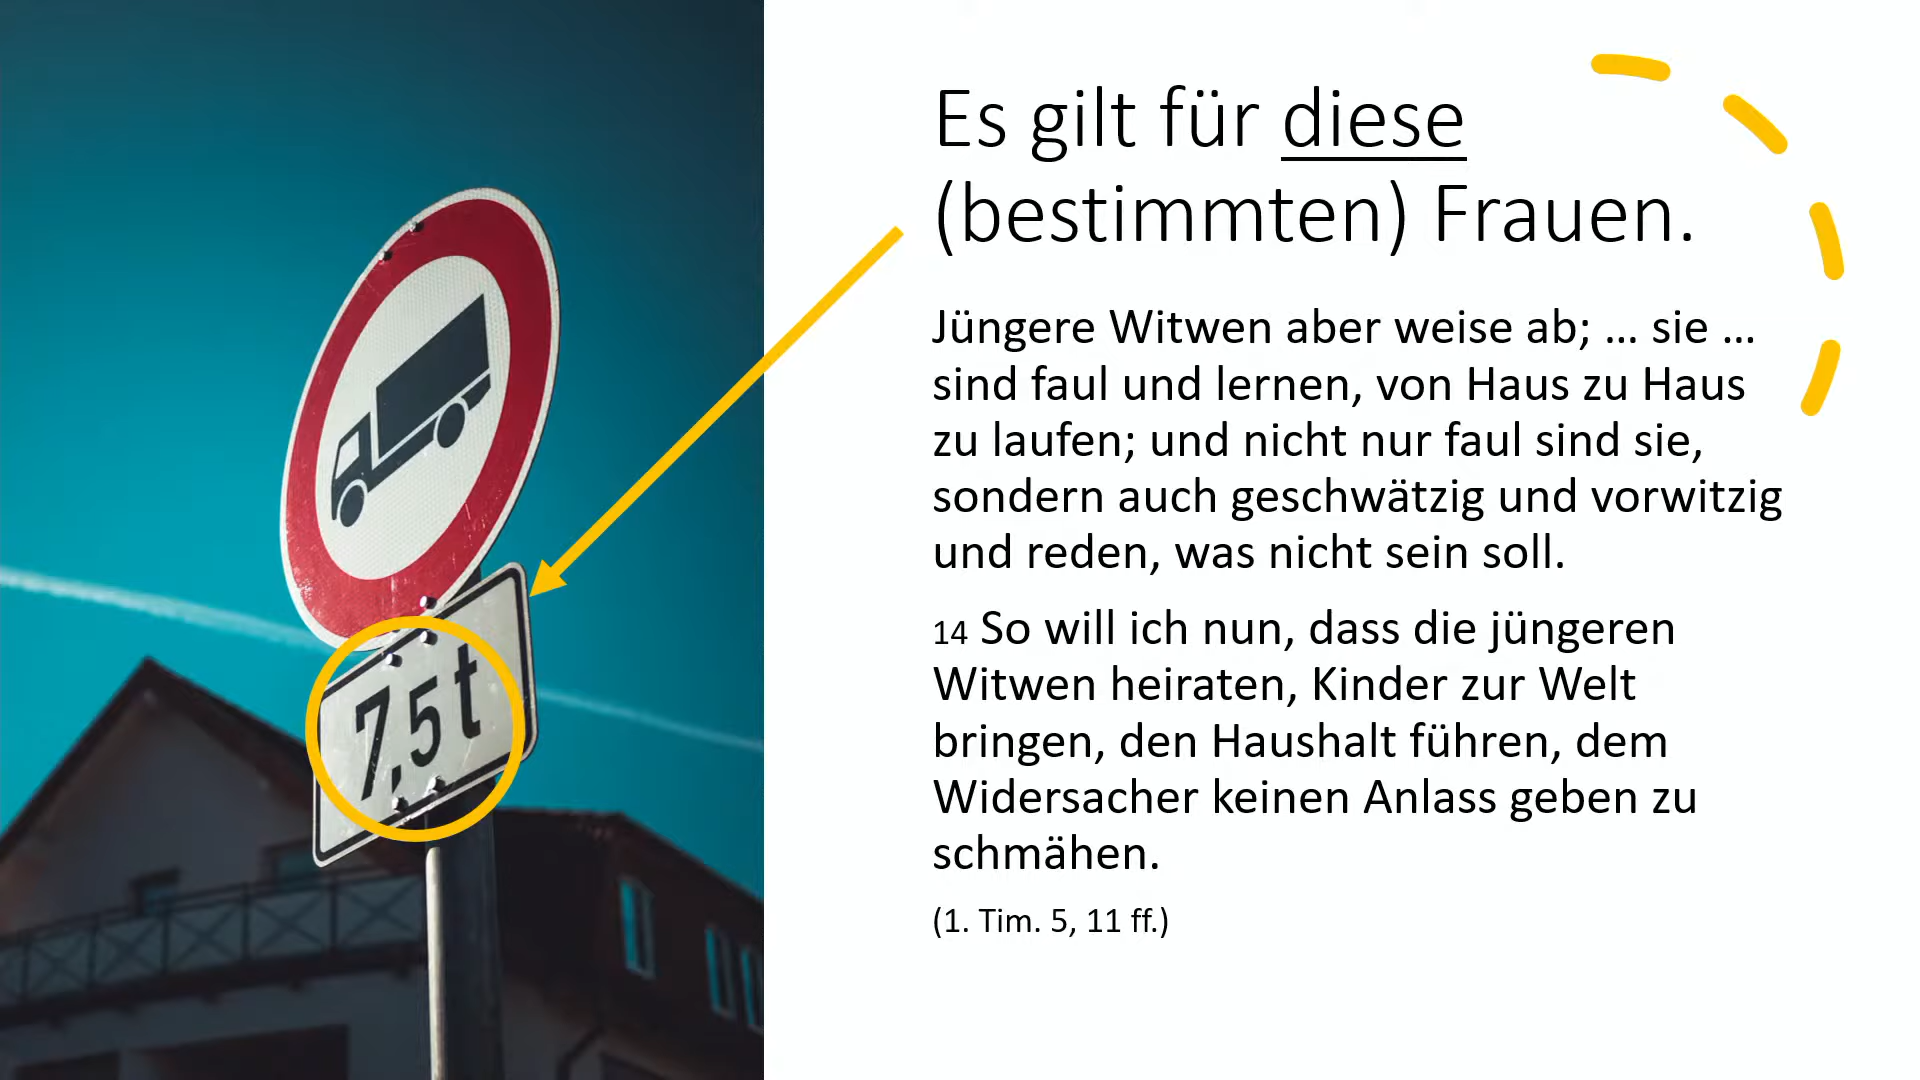 Es gilt für diese
(bestimmten) Frauen.
Jüngere Witwen aber weise ab; ... sie ...
sind faul und lernen, von Haus zu Haus
zu laufen; und nicht nur faul sind sie,
sondern auch geschwätzig und vorwitzig
und reden, was nicht sein soll.
14 So will ich nun, dass die jüngeren
Witwen heiraten, Kinder zur Welt
bringen, den Haushalt führen, dem
Widersacher keinen Anlass geben zu
schmähen.
(1. Tim. 5, 11 ff.)
7,5t